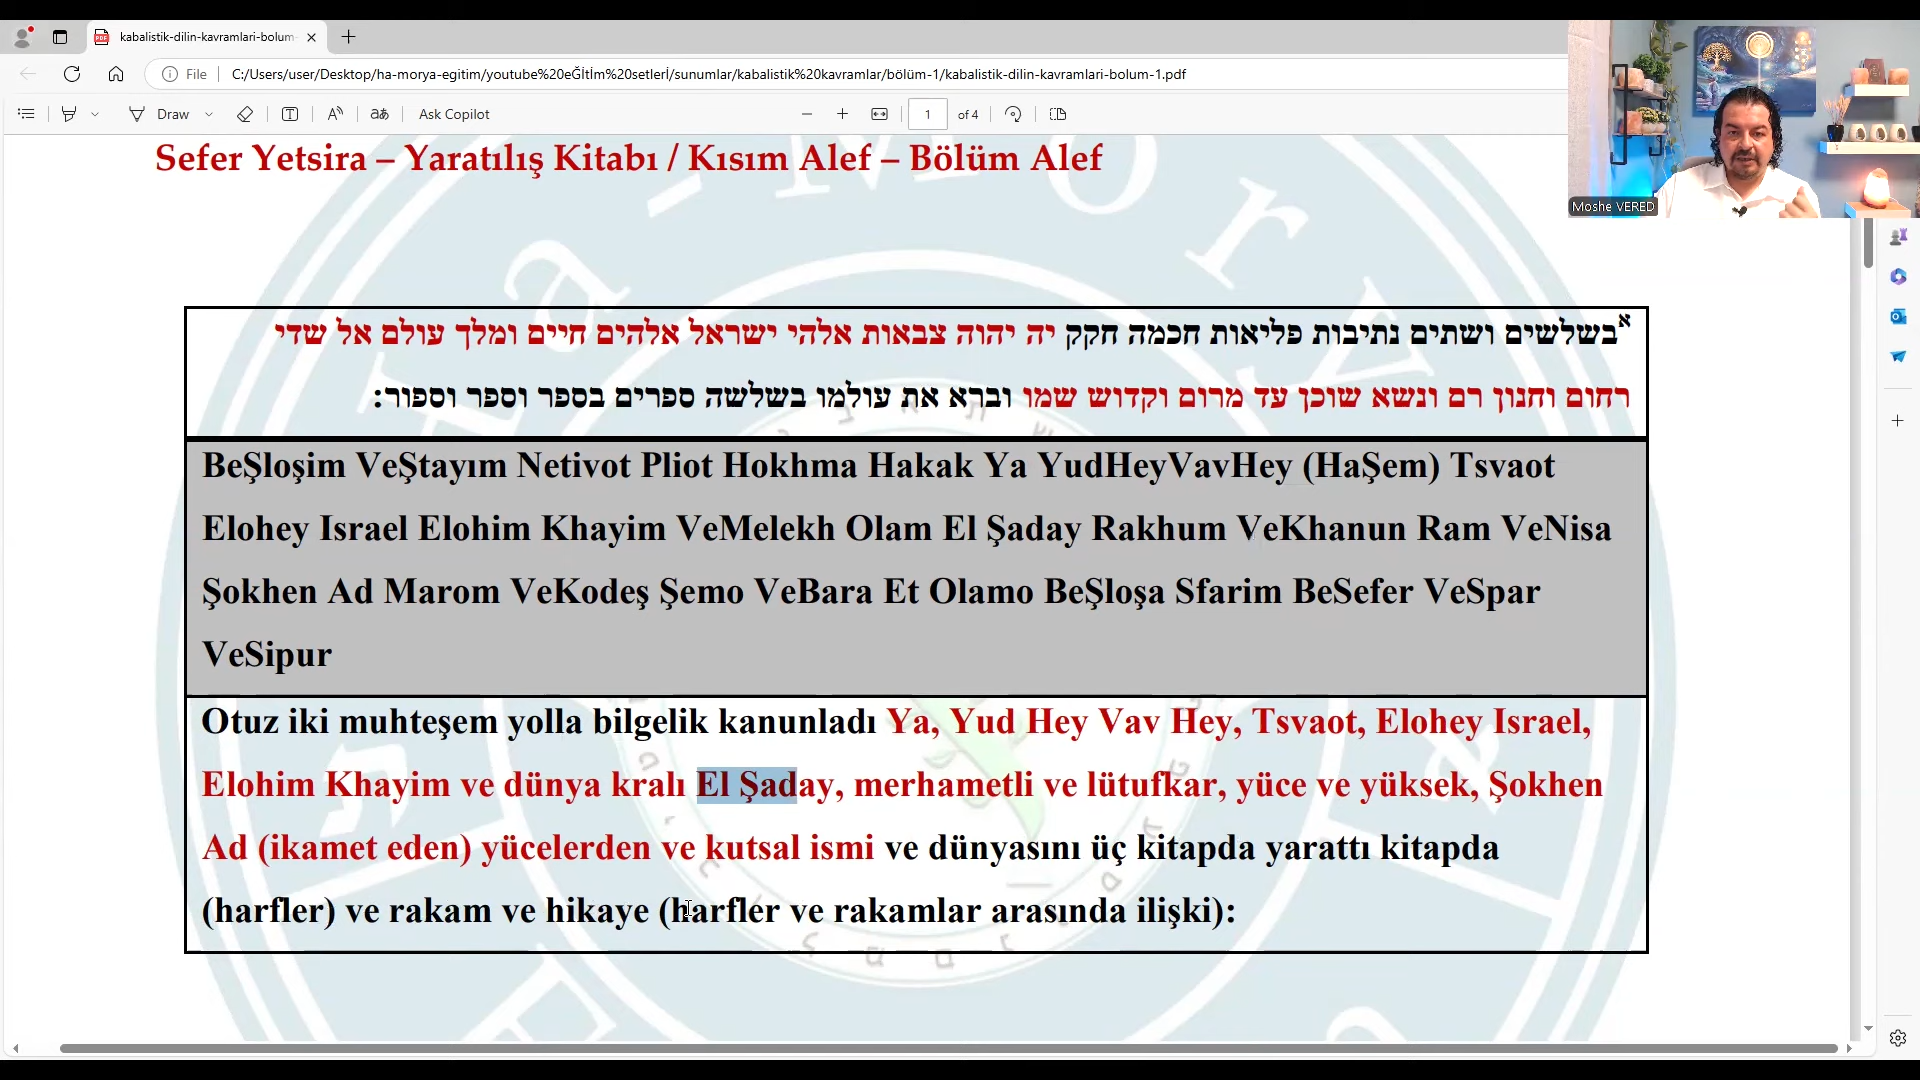 kabalistik-dilin-kavramlari-bolum-
File
C:/Users/user/Desktop/ha-morya-egitim/youtube%20eĞİtİm%20setlerİ/sunumlar/kabalistik%20kavramlar/bölüm-1/kabalistik-dilin-kavramlari-bolum-1.pdf
Draw
Ask Copilot
1 of 4
Moshe VERED
Sefer Yetsira – Yaratılış Kitabı / Kısım Alef – Bölüm Alef
א בשלשים ושתים נתיבות פליאות חכמה חקק יה יהוה צבאות אלהי ישראל אלהים חיים ומלך עולם אל שדי
רחום וחנון רם ונשא שוכן עד מרום וקדוש שמו וברא את עולמו בשלשה ספרים בספר וספר וספור:
BeŞloşim VeŞtayım Netivot Pliot Hokhma Hakak Ya YudHeyVavHey (HaŞem) Tsvaot
Elohey Israel Elohim Khayim VeMelekh Olam El Şaday Rakhum VeKhanun Ram VeNisa
Şokhen Ad Marom VeKodeş Şemo VeBara Et Olamo BeŞloşa Sfarim BeSefer VeSpar
VeSipur
Otuz iki muhteşem yolla bilgelik kanunladı Ya, Yud Hey Vav Hey, Tsvaot, Elohey Israel,
Elohim Khayim ve dünya kralı El Şaday, merhametli ve lütufkar, yüce ve yüksek, Şokhen
Ad (ikamet eden) yücelerden ve kutsal ismi ve dünyasını üç kitapda yarattı kitapda
(harfler) ve rakam ve hikaye (harfler ve rakamlar arasında ilişki):